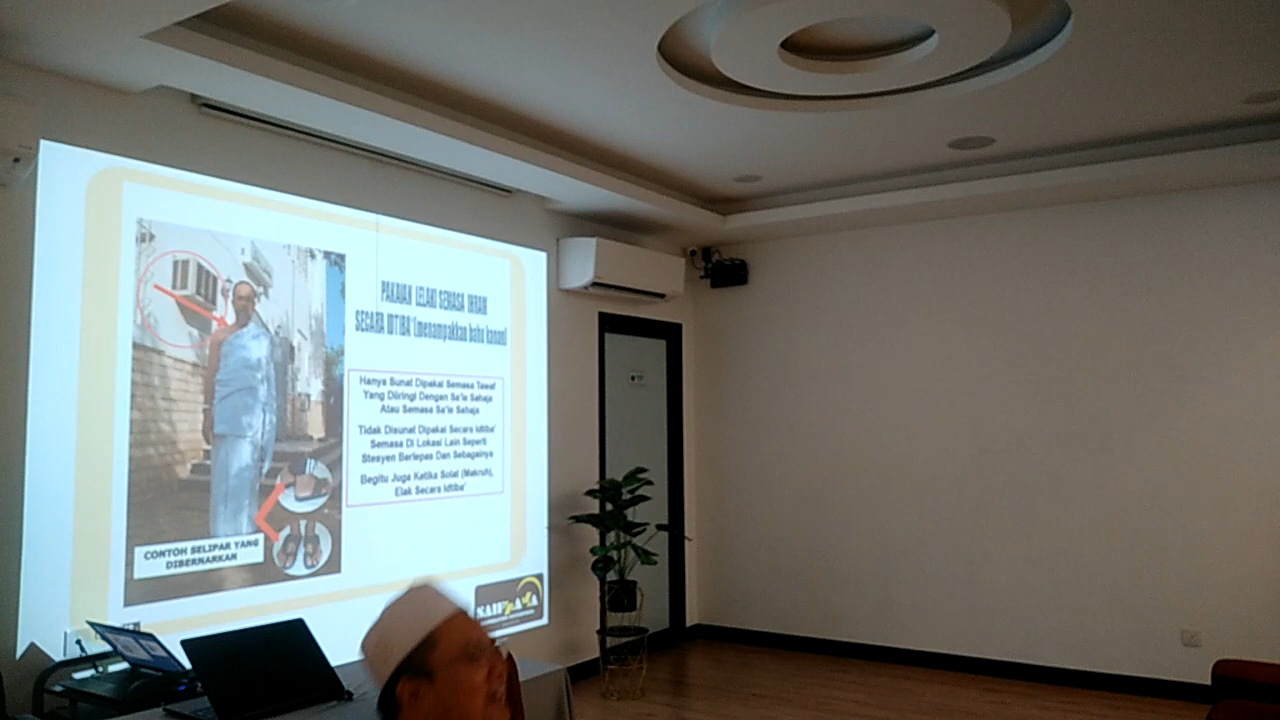 PAKAIAN LELAKI SEMASA IHRAM
SECARA IDTIBA' (menampakkan bahu kanan)
Hanya Sunat Dipakai Semasa Tawaf
Yang Diiringi Dengan Sa'ie Sahaja
Atau Semasa Sa'ie Sahaja
Tidak Disunat Dipakai Secara Idtiba'
Semasa Di Lokasi Lain Seperti
Stesyen Berlepas Dan Sebagainya
Begitu Juga Ketika Solat (Makruh),
Elak Secara Idtiba'
CONTOH SELIPAR YANG
DIBERNARKAN